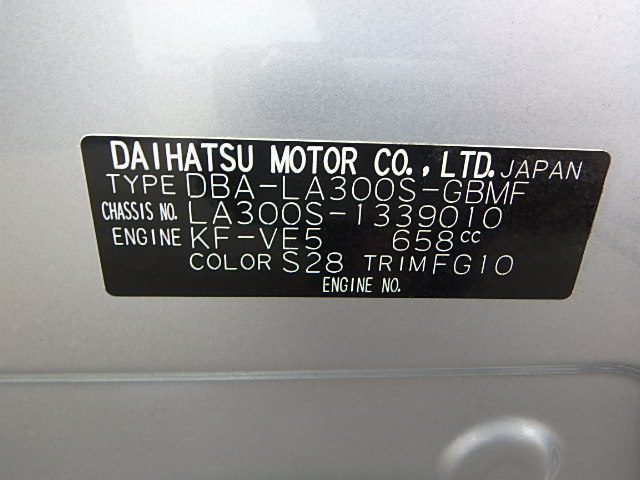 DAIHATSU MOTOR CO.,LTD. JAPAN
TYPE DBA-LA300S-GBMF
CHASSIS NO. LA300S-1339010
ENGINE KF-VE5 658cc
COLOR S28 TRIM FG10
ENGINE NO.